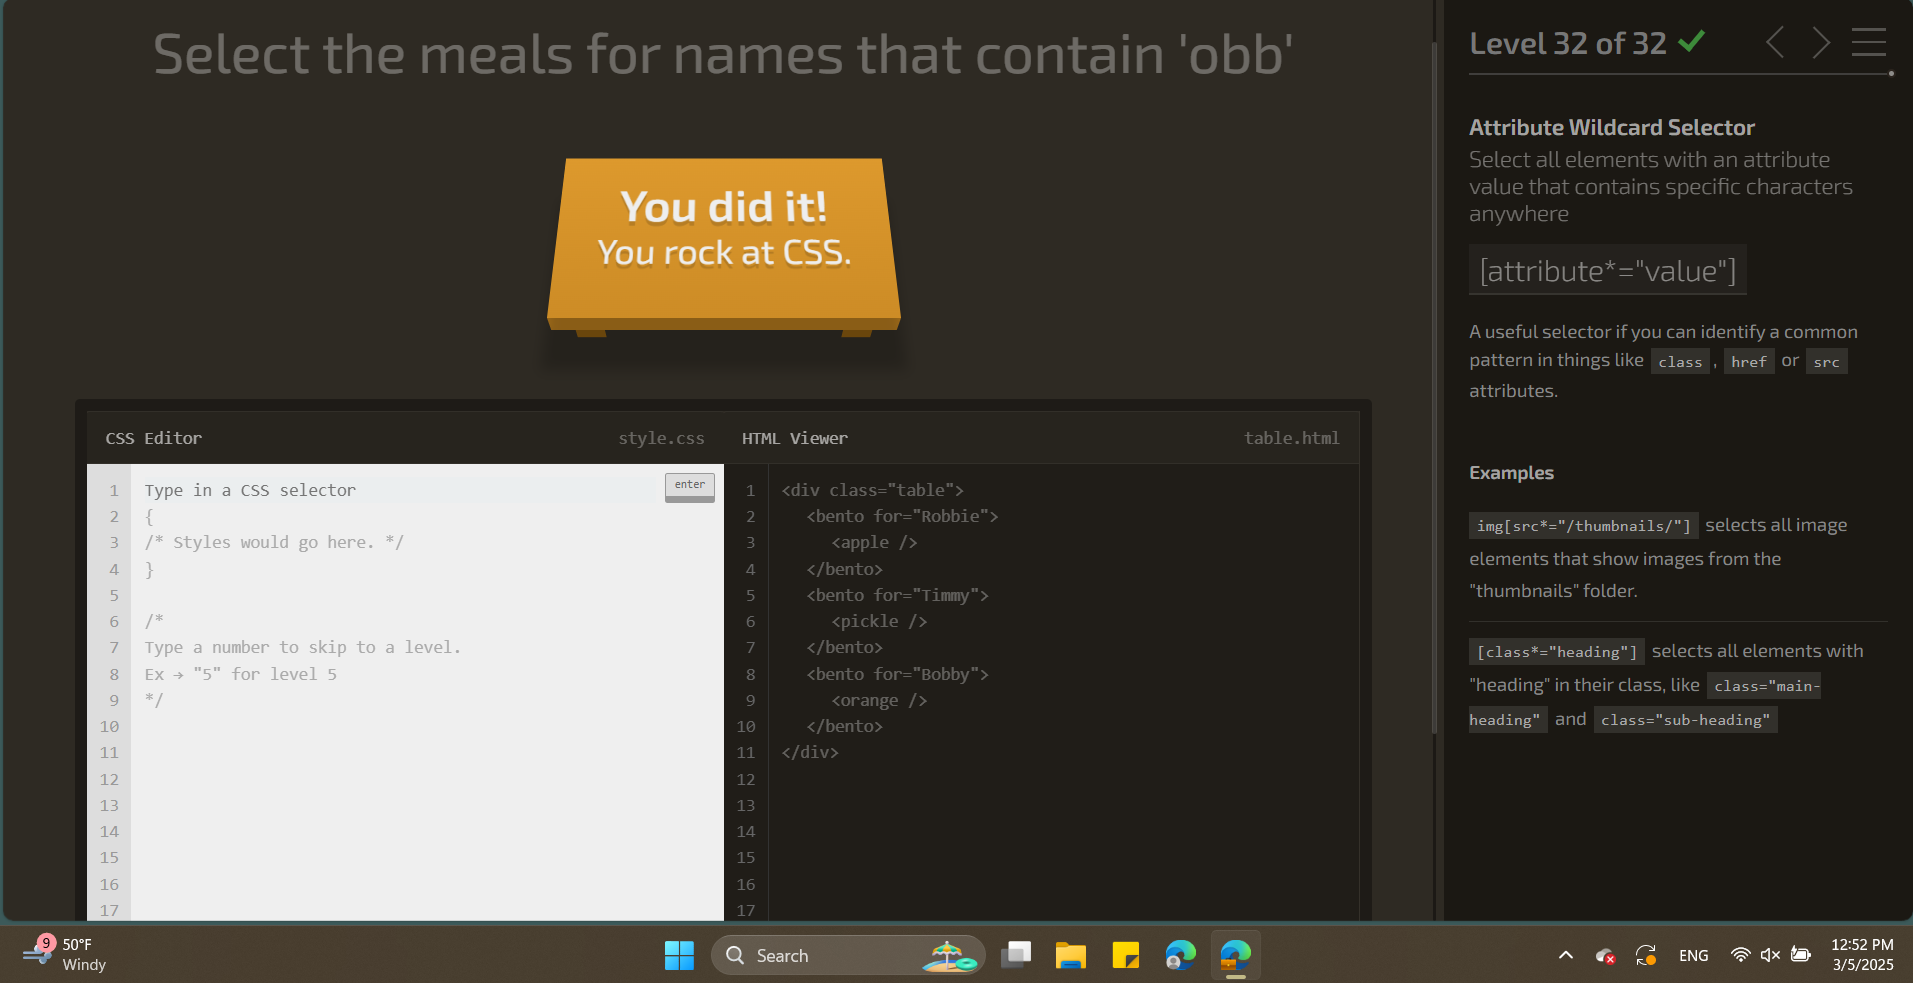 Select the meals for names that contain 'obb'
You did it!
You rock at CSS.
CSS Editor style.css
1 Type in a CSS selector enter
2 {
3 /* Styles would go here. */
4 }
5
6 /*
7 Type a number to skip to a level.
8 Ex → "5" for level 5
9 */
10
11
12
13
14
15
16
17
HTML Viewer table.html
1 <div class="table">
2 <bento for="Robbie">
3 <apple />
4 </bento>
5 <bento for="Timmy">
6 <pickle />
7 </bento>
8 <bento for="Bobby">
9 <orange />
10 </bento>
11 </div>
12
13
14
15
16
17
Level 32 of 32
Attribute Wildcard Selector
Select all elements with an attribute
value that contains specific characters
anywhere
[attribute*="value"]
A useful selector if you can identify a common
pattern in things like class , href or src
attributes.
Examples
img[src*="/thumbnails/"] selects all image
elements that show images from the
"thumbnails" folder.
[class*="heading"] selects all elements with
"heading" in their class, like class="main-
heading" and class="sub-heading"
9 50°F
Windy
Search
ENG
12:52 PM
3/5/2025